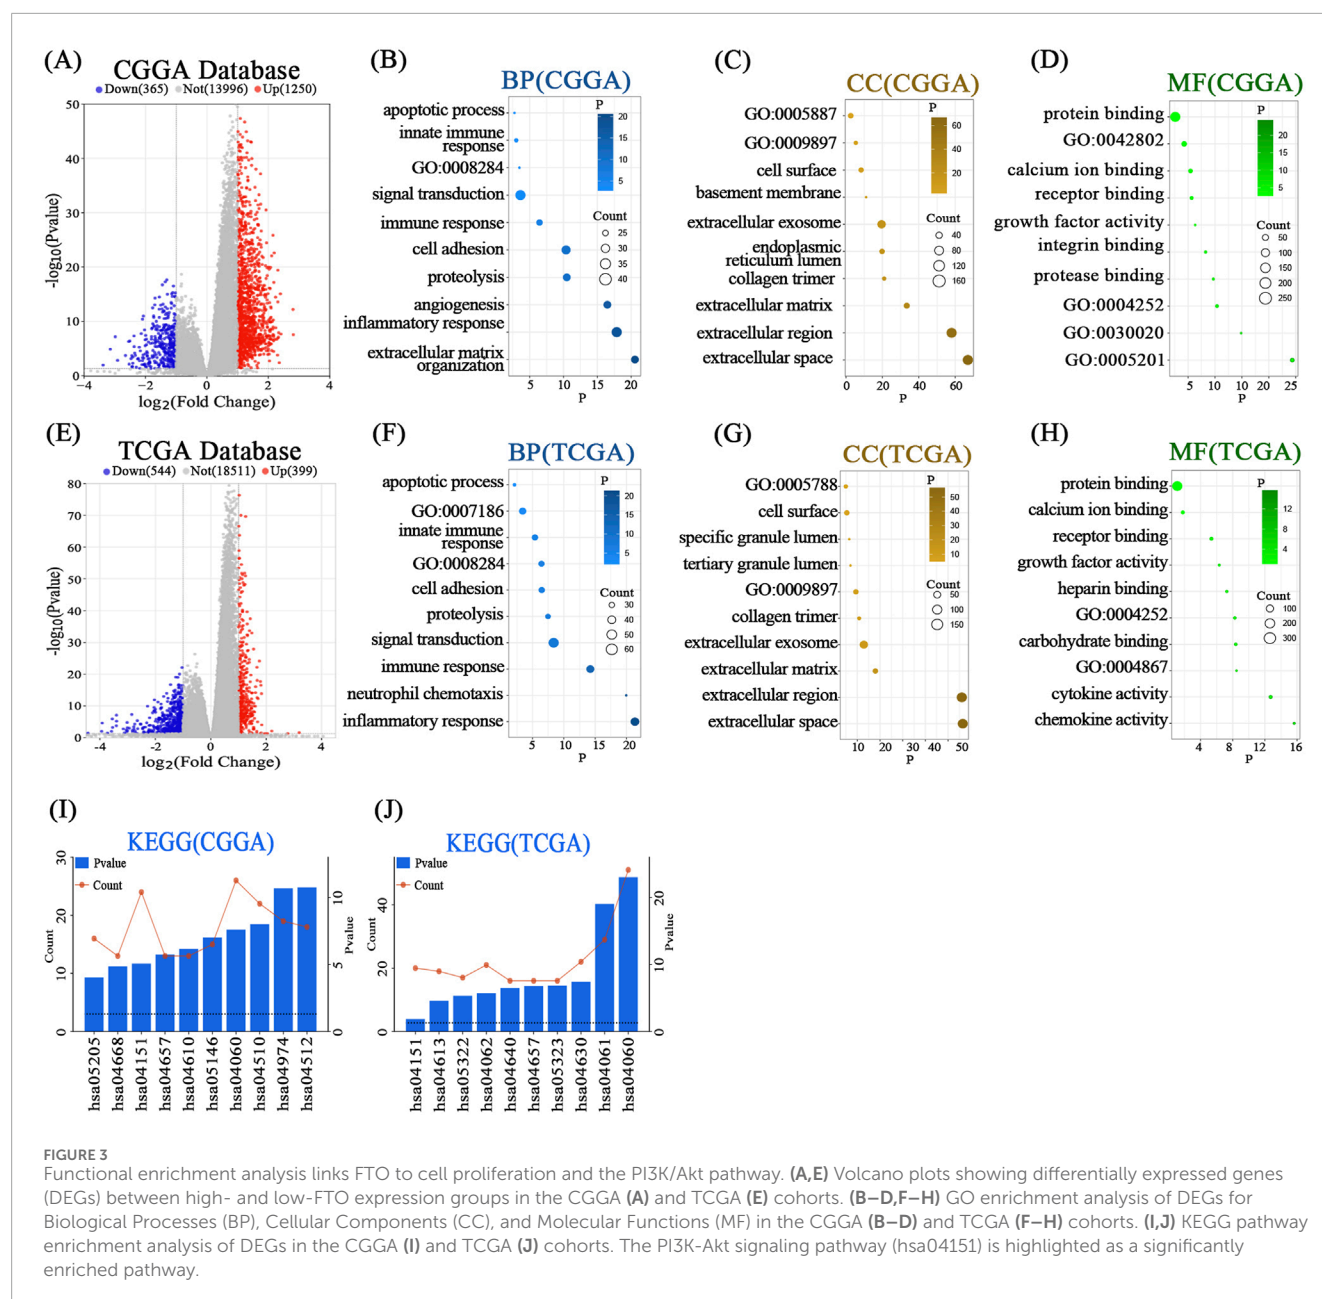 (A)
CGGA Database
Down(365) Not(13996) Up(1250)
50
40
30
20
10
0
-log10(Pvalue)
−4 −2 0 2 4
log2(Fold Change)
(B)
BP(CGGA)
apoptotic process
innate immune
response
GO:0008284
signal transduction
immune response
cell adhesion
proteolysis
angiogenesis
inflammatory response
extracellular matrix
organization
P
20
15
10
5
Count
25
30
35
40
5 10 15 20
P
(C)
CC(CGGA)
GO:0005887
GO:0009897
cell surface
basement membrane
extracellular exosome
endoplasmic
reticulum lumen
collagen trimer
extracellular matrix
extracellular region
extracellular space
P
60
40
20
Count
40
80
120
160
0 20 40 60
P
(D)
MF(CGGA)
protein binding
GO:0042802
calcium ion binding
receptor binding
growth factor activity
integrin binding
protease binding
GO:0004252
GO:0030020
GO:0005201
P
20
15
10
5
Count
50
100
150
200
250
5 10 10 20 25
P
(E)
TCGA Database
Down(544) Not(18511) Up(399)
80
70
60
50
40
30
20
10
0
-log10(Pvalue)
−4 −2 0 2 4
log2(Fold Change)
(F)
BP(TCGA)
apoptotic process
GO:0007186
innate immune
response
GO:0008284
cell adhesion
proteolysis
signal transduction
immune response
neutrophil chemotaxis
inflammatory response
P
20
15
10
5
Count
30
40
50
60
5 10 15 20
P
(G)
CC(TCGA)
GO:0005788
cell surface
specific granule lumen
tertiary granule lumen
GO:0009897
collagen trimer
extracellular exosome
extracellular matrix
extracellular region
extracellular space
P
50
40
30
20
10
Count
50
100
150
10 20 30 40 50
P
(H)
MF(TCGA)
protein binding
calcium ion binding
receptor binding
growth factor activity
heparin binding
GO:0004252
carbohydrate binding
GO:0004867
cytokine activity
chemokine activity
P
12
8
4
Count
100
200
300
4 8 12 16
P
(I)
KEGG(CGGA)
Pvalue
Count
30
20
10
0
Count
10
5
0
Pvalue
hsa05205
hsa04668
hsa04151
hsa04657
hsa04610
hsa05146
hsa04060
hsa04510
hsa04974
hsa04512
(J)
KEGG(TCGA)
Pvalue
Count
40
20
0
Count
20
10
0
Pvalue
hsa04151
hsa04613
hsa05322
hsa04062
hsa04640
hsa04657
hsa05323
hsa04630
hsa04061
hsa04060
FIGURE 3
Functional enrichment analysis links FTO to cell proliferation and the PI3K/Akt pathway. (A,E) Volcano plots showing differentially expressed genes
(DEGs) between high- and low-FTO expression groups in the CGGA (A) and TCGA (E) cohorts. (B–D,F–H) GO enrichment analysis of DEGs for
Biological Processes (BP), Cellular Components (CC), and Molecular Functions (MF) in the CGGA (B–D) and TCGA (F–H) cohorts. (I,J) KEGG pathway
enrichment analysis of DEGs in the CGGA (I) and TCGA (J) cohorts. The PI3K-Akt signaling pathway (hsa04151) is highlighted as a significantly
enriched pathway.